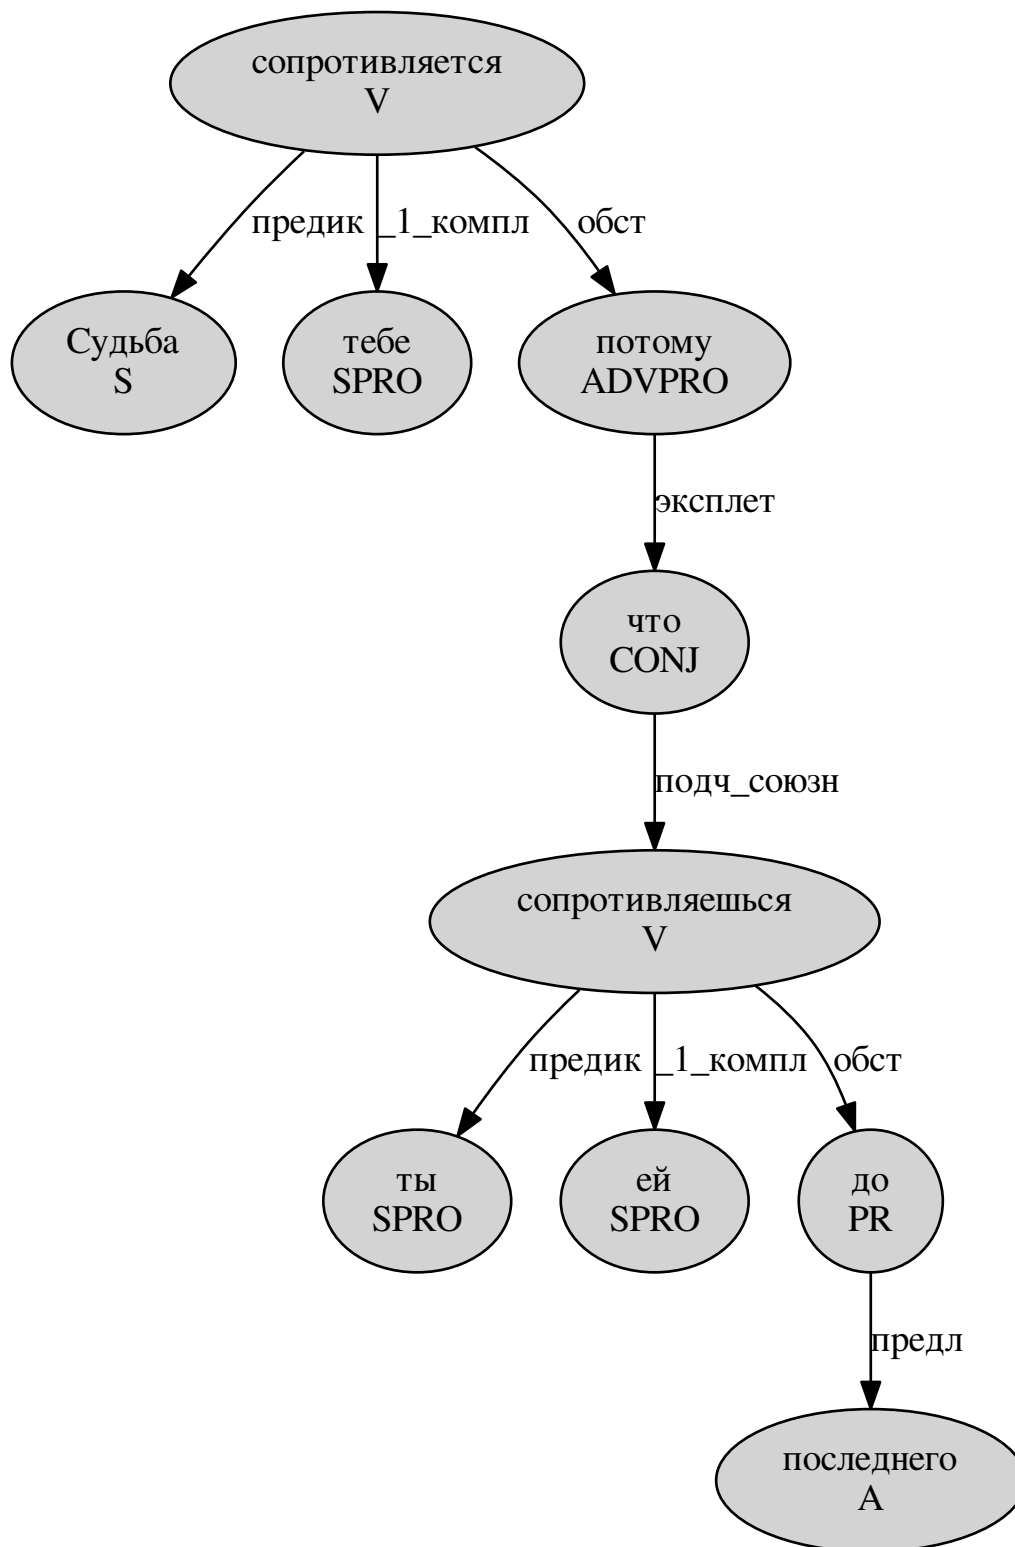 сопротивляется
V
предик
_1_компл
обст
Судьба
S
тебе
SPRO
потому
ADVPRO
эксплет
что
CONJ
подч_союзн
сопротивляешься
V
предик
_1_компл
обст
ты
SPRO
ей
SPRO
до
PR
предл
последнего
A